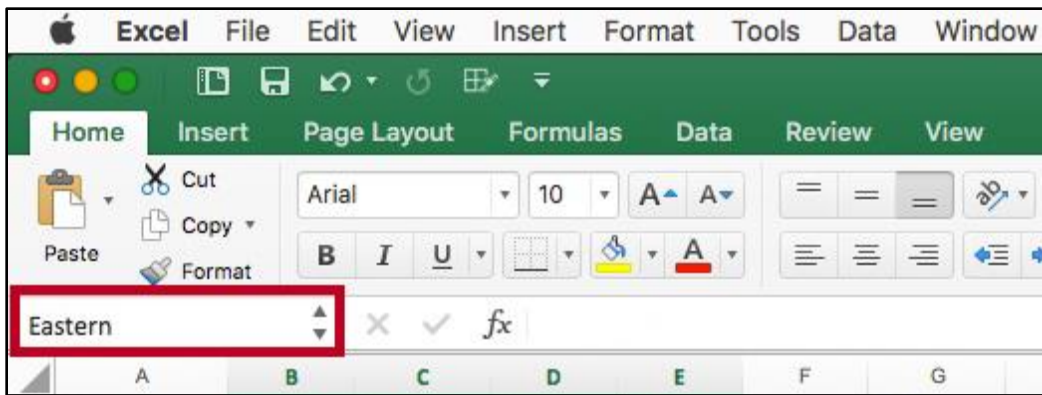 Excel File Edit View Insert Format Tools Data Window
Home Insert Page Layout Formulas Data Review View
Cut
Arial 10 A A
Copy
Paste
B I U A
Format
Eastern fx
A B C D E F G